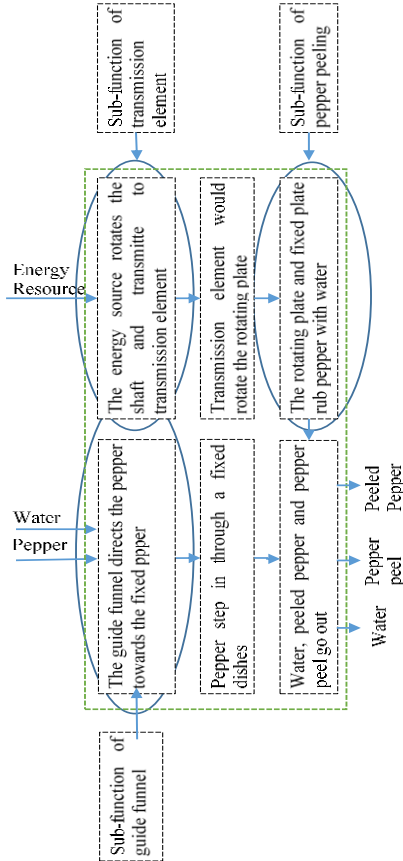 Energy
Resource
Water
Pepper
Sub-function of
guide funnel
The guide funnel directs the pepper
towards the fixed ppper
The energy source rotates the
shaft and transmitte to
transmission element
Sub-function of
transmission
element
Pepper step in through a fixed
dishes
Transmission element would
rotate the rotating plate
Water, peeled pepper and pepper
peel go out
The rotating plate and fixed plate
rub pepper with water
Sub-function of
pepper peeling
Water
Pepper
peel
Peeled
Pepper